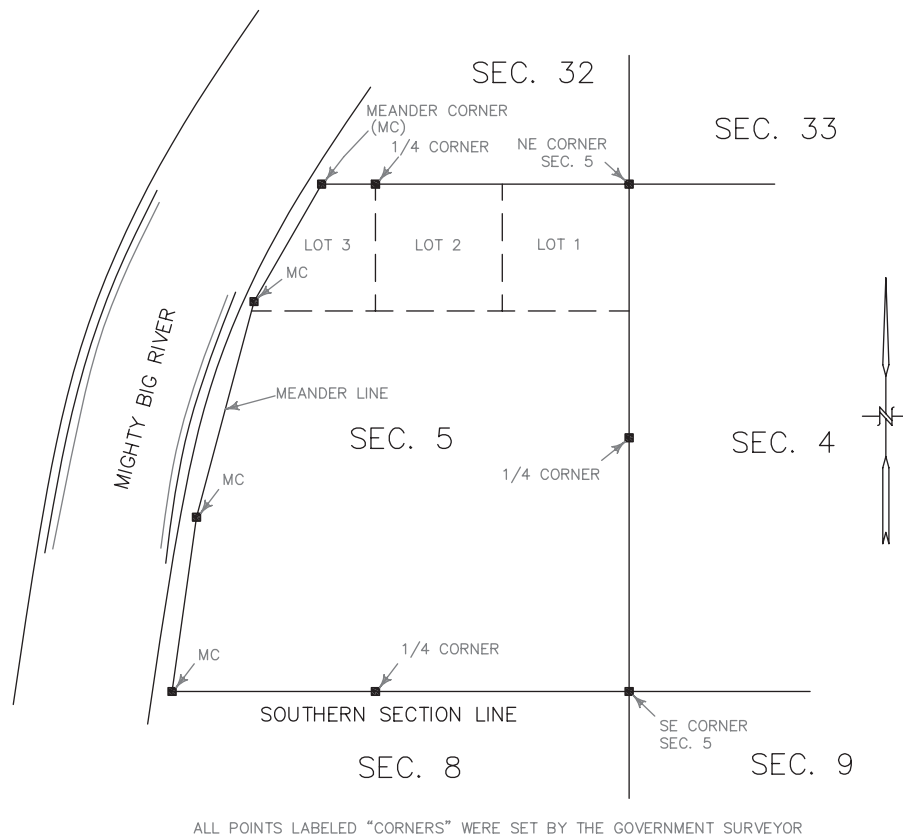 SEC. 32
MEANDER CORNER
(MC)
SEC. 33
1/4 CORNER
NE CORNER
SEC. 5
LOT 3
LOT 2
LOT 1
MC
MIGHTY BIG RIVER
MEANDER LINE
N
SEC. 5
SEC. 4
1/4 CORNER
MC
MC
1/4 CORNER
SOUTHERN SECTION LINE
SE CORNER
SEC. 5
SEC. 8
SEC. 9
ALL POINTS LABELED “CORNERS” WERE SET BY THE GOVERNMENT SURVEYOR